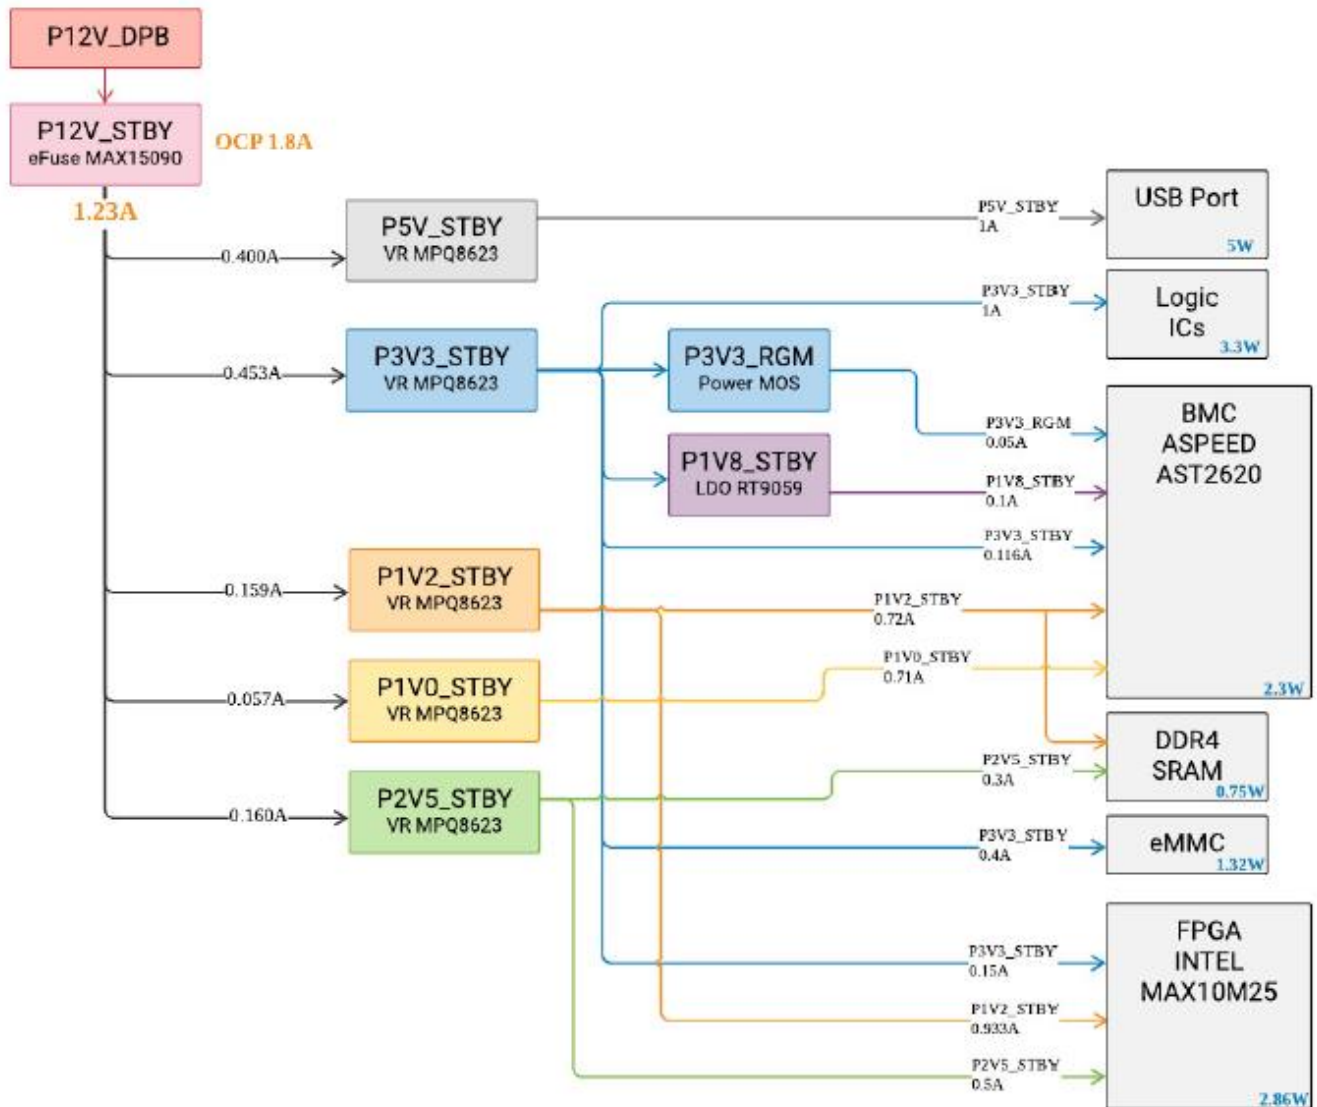 P12V_DPB
P12V_STBY
eFuse MAX15090
OCP 1.8A
1.23A
0.400A
P5V_STBY
VR MPQ8623
P5V_STBY
1A
USB Port
5W
P3V3_STBY
1A
Logic
ICs
3.3W
0.453A
P3V3_STBY
VR MPQ8623
P3V3_RGM
Power MOS
P3V3_RGM
0.05A
P1V8_STBY
LDO RT9059
P1V8_STBY
0.1A
P3V3_STBY
0.116A
BMC
ASPEED
AST2620
2.3W
0.159A
P1V2_STBY
VR MPQ8623
P1V2_STBY
0.72A
0.057A
P1V0_STBY
VR MPQ8623
P1V0_STBY
0.71A
0.160A
P2V5_STBY
VR MPQ8623
P2V5_STBY
0.3A
DDR4
SRAM
0.75W
P3V3_STBY
0.4A
eMMC
1.32W
P3V3_STBY
0.15A
P1V2_STBY
0.933A
P2V5_STBY
0.5A
FPGA
INTEL
MAX10M25
2.86W